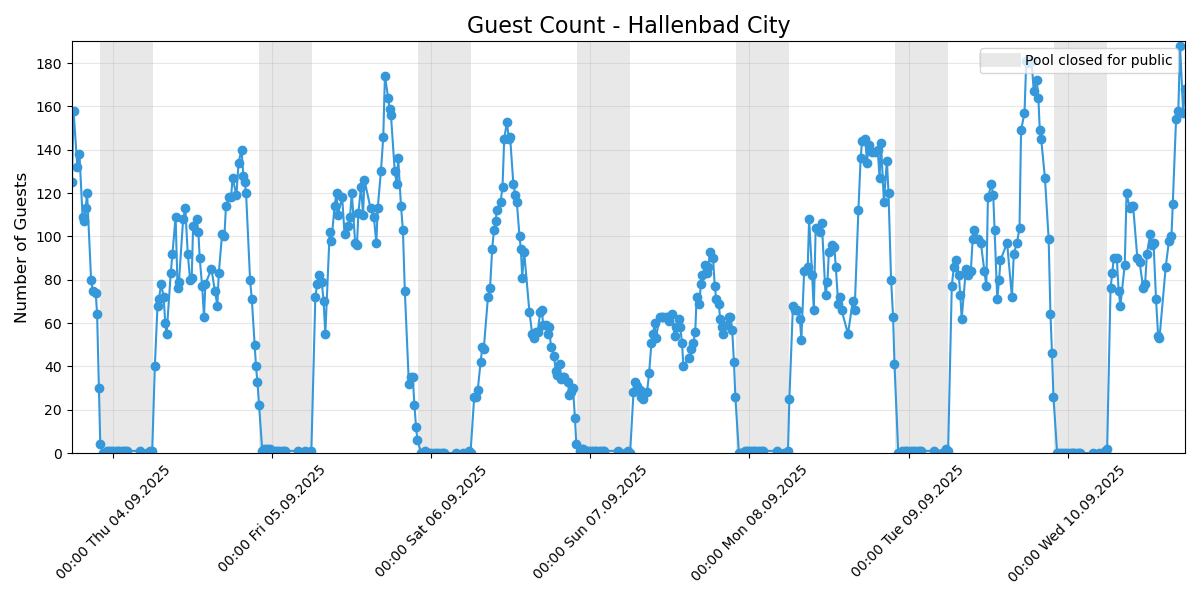 Guest Count - Hallenbad City
Pool closed for public
Number of Guests
180
160
140
120
100
80
60
40
20
0
00:00 Thu 04.09.2025
00:00 Fri 05.09.2025
00:00 Sat 06.09.2025
00:00 Sun 07.09.2025
00:00 Mon 08.09.2025
00:00 Tue 09.09.2025
00:00 Wed 10.09.2025